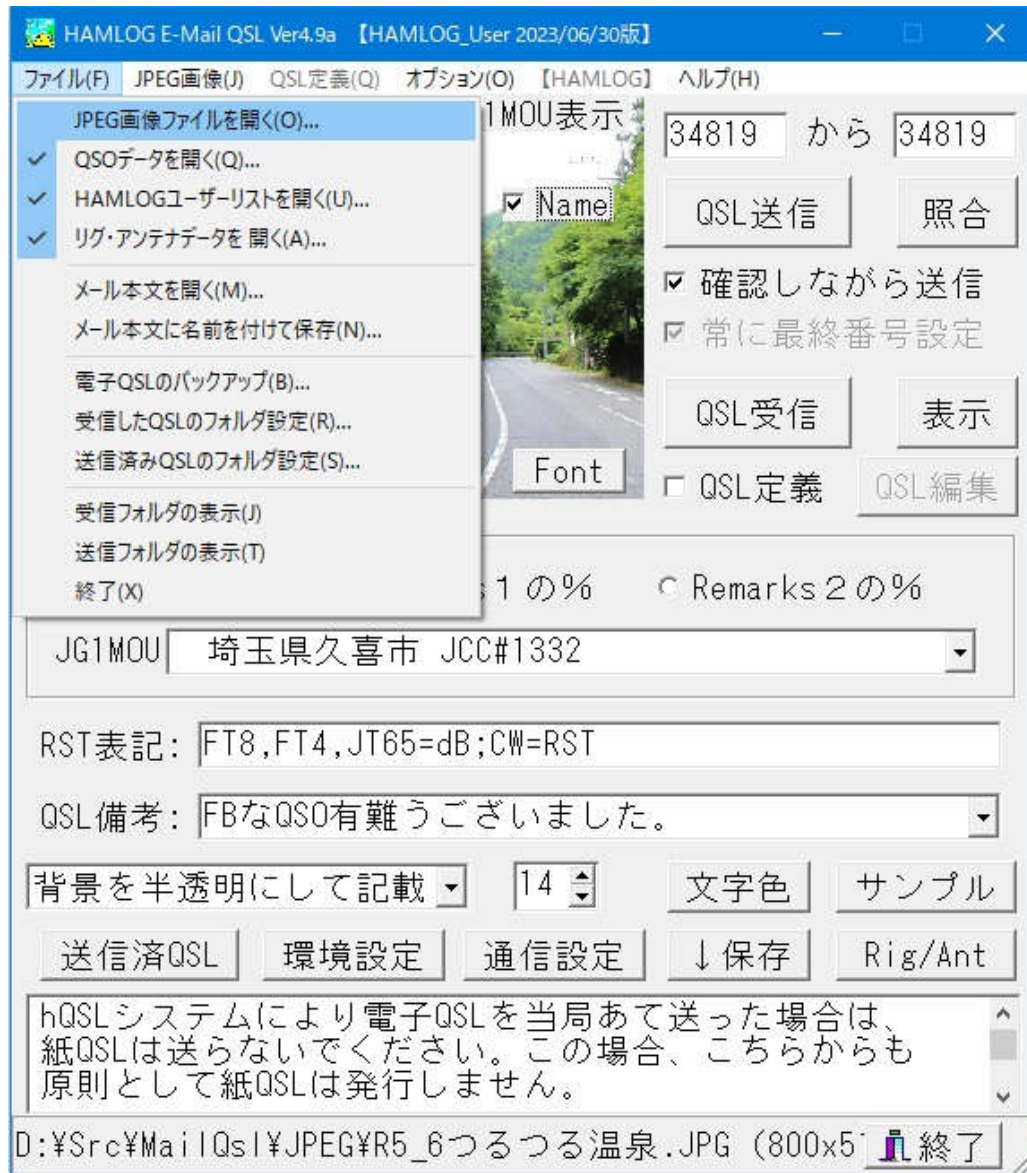 HAMLOG E-Mail QSL Ver4.9a 【HAMLOG_User 2023/06/30版】
ファイル(F) JPEG画像(J) QSL定義(Q) オプション(O) 【HAMLOG】 ヘルプ(H)
JPEG画像ファイルを開く(O)...
QSOデータを開く(Q)...
HAMLOGユーザーリストを開く(U)...
リグ・アンテナデータを 開く(A)...
メール本文を開く(M)...
メール本文に名前を付けて保存(N)...
電子QSLのバックアップ(B)...
受信したQSLのフォルダ設定(R)...
送信済みQSLのフォルダ設定(S)...
受信フォルダの表示(J)
送信フォルダの表示(T)
終了(X)
1MOU表示
Name
Font
34819 から 34819
QSL送信 照合
確認しながら送信
常に最終番号設定
QSL受信 表示
QSL定義 QSL編集
s1の% Remarks2の%
JG1MOU 埼玉県久喜市 JCC#1332
RST表記: FT8,FT4,JT65=dB;CW=RST
QSL備考: FBなQSO有難うございました。
背景を半透明にして記載 14 文字色 サンプル
送信済QSL 環境設定 通信設定 ↓保存 Rig/Ant
hQSLシステムにより電子QSLを当局あて送った場合は、
紙QSLは送らないでください。この場合、こちらからも
原則として紙QSLは発行しません。
D:¥Src¥MailQsl¥JPEG¥R5_6つるつる温泉.JPG (800x5 終了